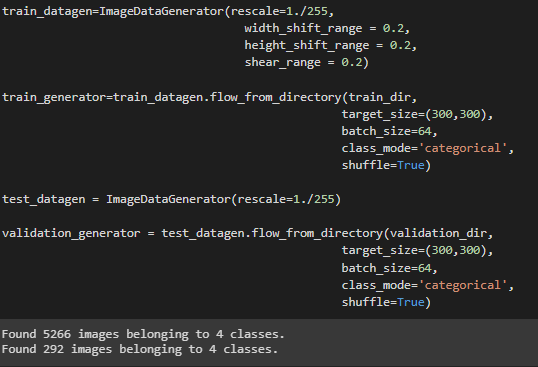 train_datagen=ImageDataGenerator(rescale=1./255,
width_shift_range = 0.2,
height_shift_range = 0.2,
shear_range = 0.2)
train_generator=train_datagen.flow_from_directory(train_dir,
target_size=(300,300),
batch_size=64,
class_mode='categorical',
shuffle=True)
test_datagen = ImageDataGenerator(rescale=1./255)
validation_generator = test_datagen.flow_from_directory(validation_dir,
target_size=(300,300),
batch_size=64,
class_mode='categorical',
shuffle=True)
Found 5266 images belonging to 4 classes.
Found 292 images belonging to 4 classes.